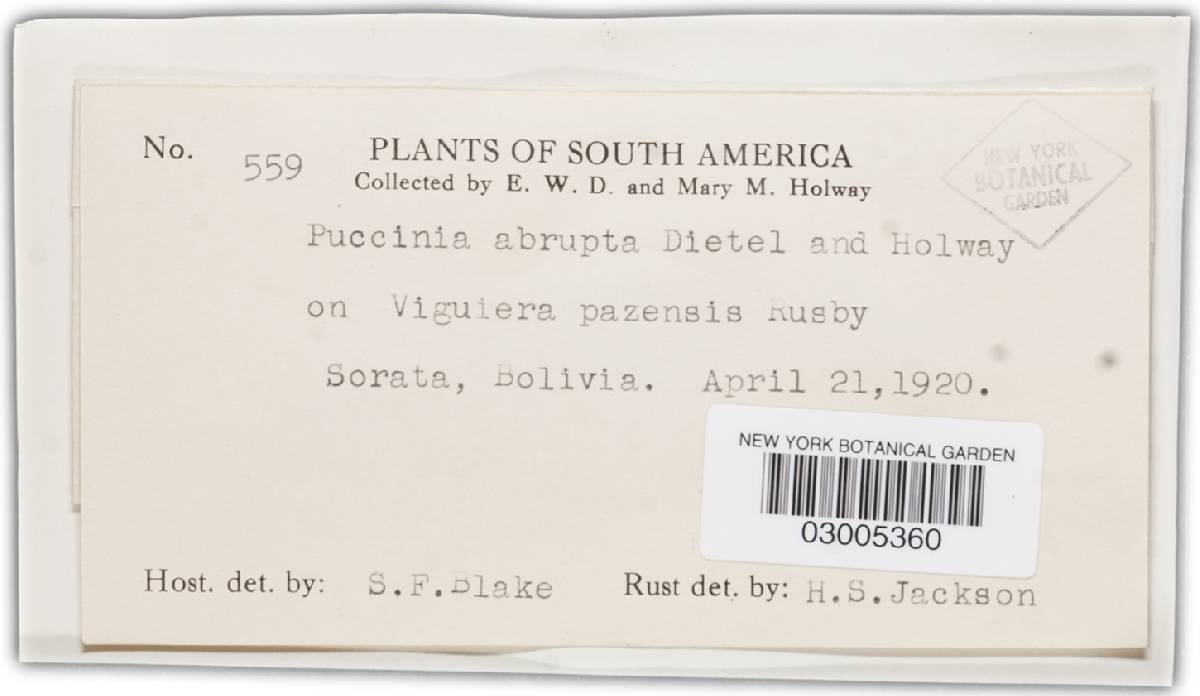 No. 559
PLANTS OF SOUTH AMERICA
Collected by E. W. D. and Mary M. Holway
NEW YORK
BOTANICAL
GARDEN
Puccinia abrupta Dietel and Holway
on Viguiera pazensis Rusby
Sorata, Bolivia. April 21,1920.
NEW YORK BOTANICAL GARDEN
03005360
Host. det. by: S.F.Blake Rust det. by: H.S.Jackson